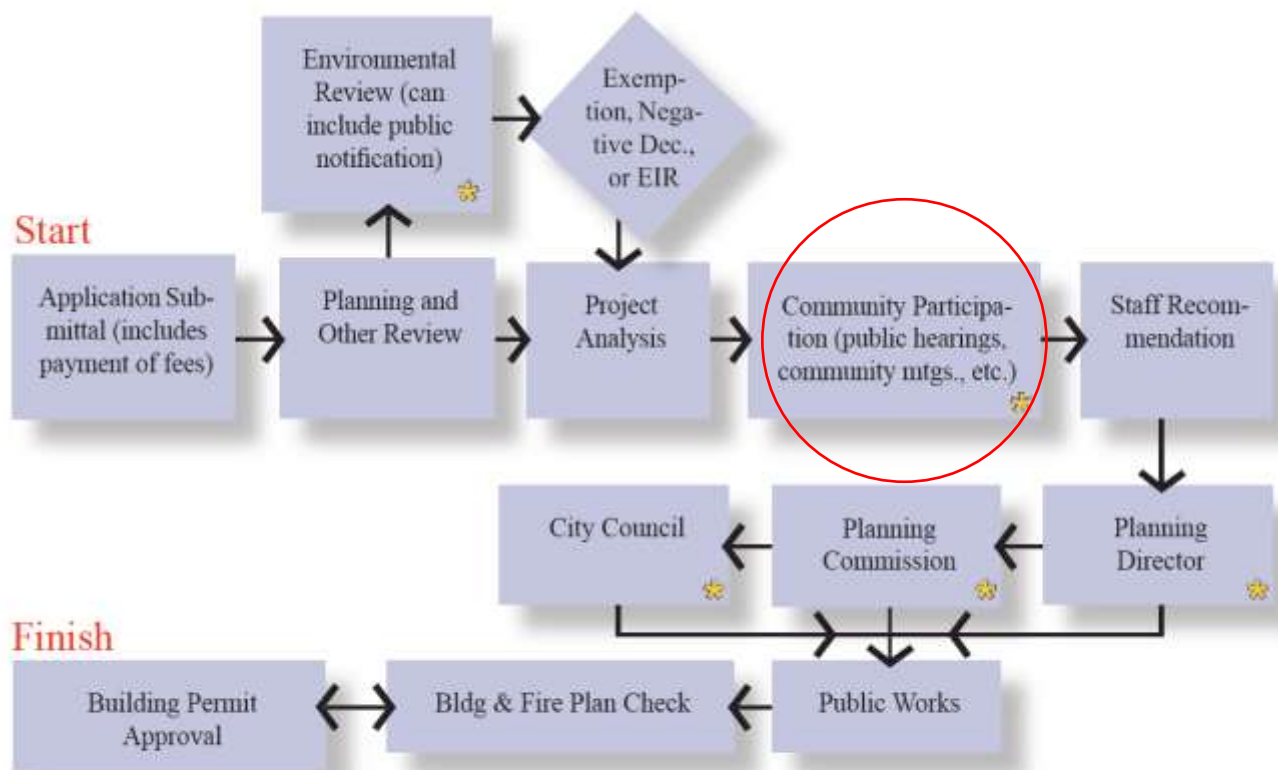 Environmental
Review (can
include public
notification)
Exemp-
tion, Nega-
tive Dec.,
or EIR
Start
Application Sub-
mittal (includes
payment of fees)
Planning and
Other Review
Project
Analysis
Community Participa-
tion (public hearings,
community mtgs., etc.)
Staff Recom-
mendation
City Council
Planning
Commission
Planning
Director
Finish
Building Permit
Approval
Bldg & Fire Plan Check
Public Works